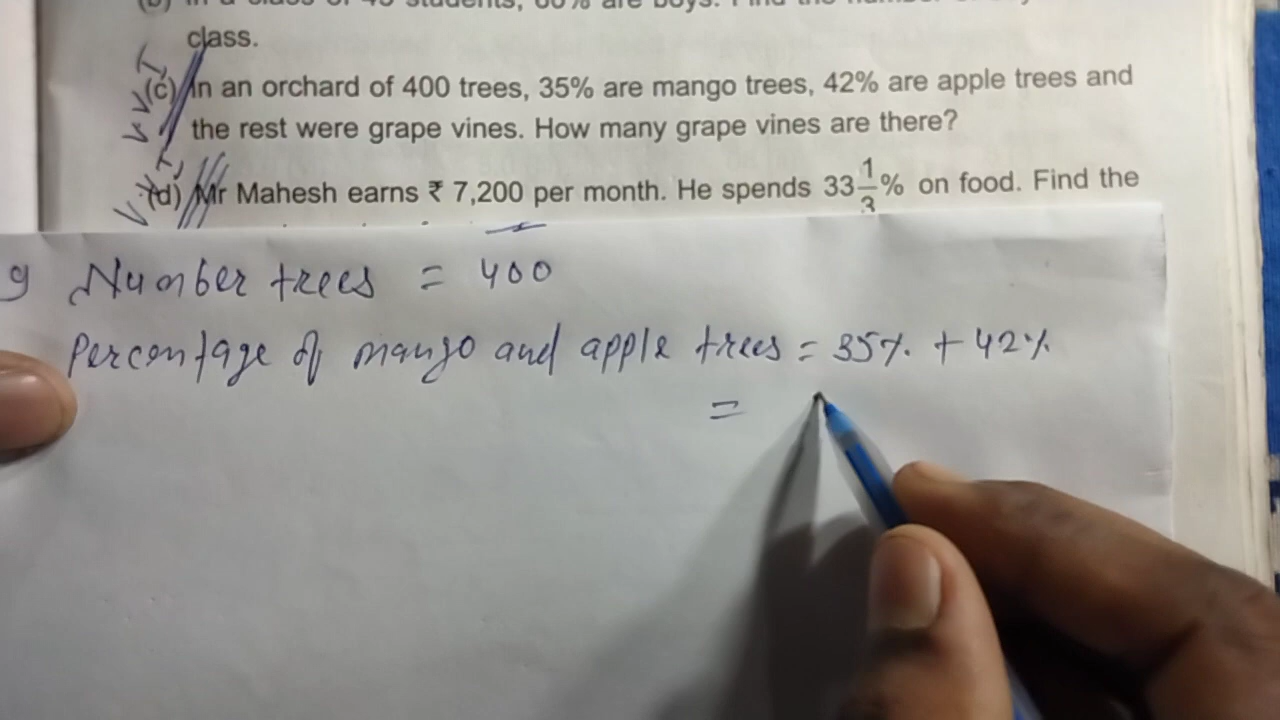 class.
(c) In an orchard of 400 trees, 35% are mango trees, 42% are apple trees and
the rest were grape vines. How many grape vines are there?
(d) Mr Mahesh earns ₹ 7,200 per month. He spends 33 1/3 % on food. Find the
g Number trees = 400
Percentage of mango and apple trees = 35% + 42%
=